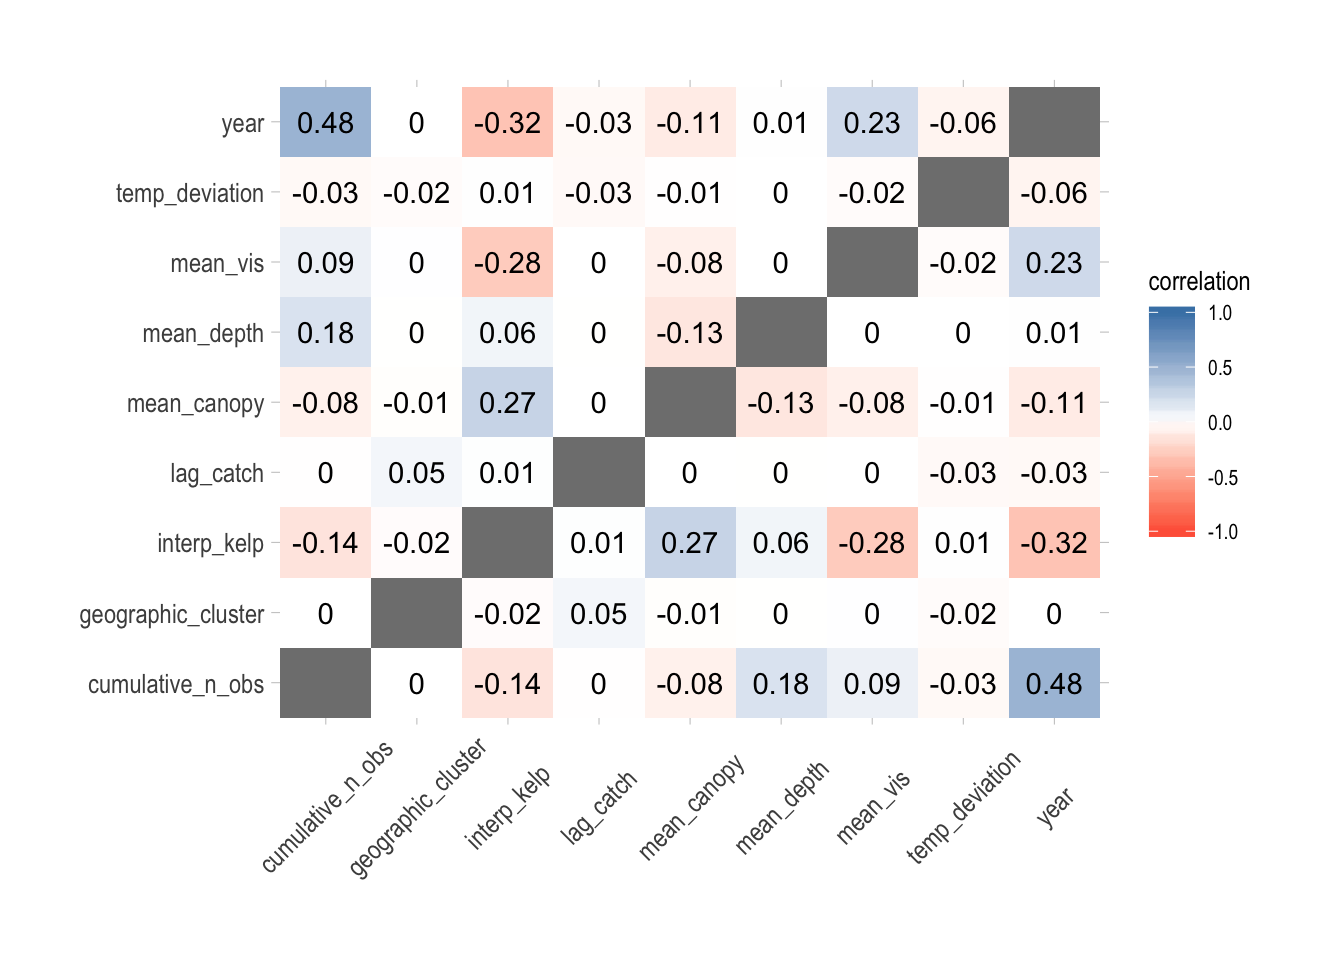 year 0.48 0 -0.32 -0.03 -0.11 0.01 0.23 -0.06
temp_deviation -0.03 -0.02 0.01 -0.03 -0.01 0 -0.02 -0.06
mean_vis 0.09 0 -0.28 0 -0.08 0 -0.02 0.23
mean_depth 0.18 0 0.06 0 -0.13 0 0 0.01
mean_canopy -0.08 -0.01 0.27 0 -0.13 -0.08 -0.01 -0.11
lag_catch 0 0.05 0.01 0 0 0 -0.03 -0.03
interp_kelp -0.14 -0.02 0.01 0.27 0.06 -0.28 0.01 -0.32
geographic_cluster 0 -0.02 0.05 -0.01 0 0 -0.02 0
cumulative_n_obs 0 -0.14 0 -0.08 0.18 0.09 -0.03 0.48
cumulative_n_obs
geographic_cluster
interp_kelp
lag_catch
mean_canopy
mean_depth
mean_vis
temp_deviation
year
correlation
1.0
0.5
0.0
-0.5
-1.0